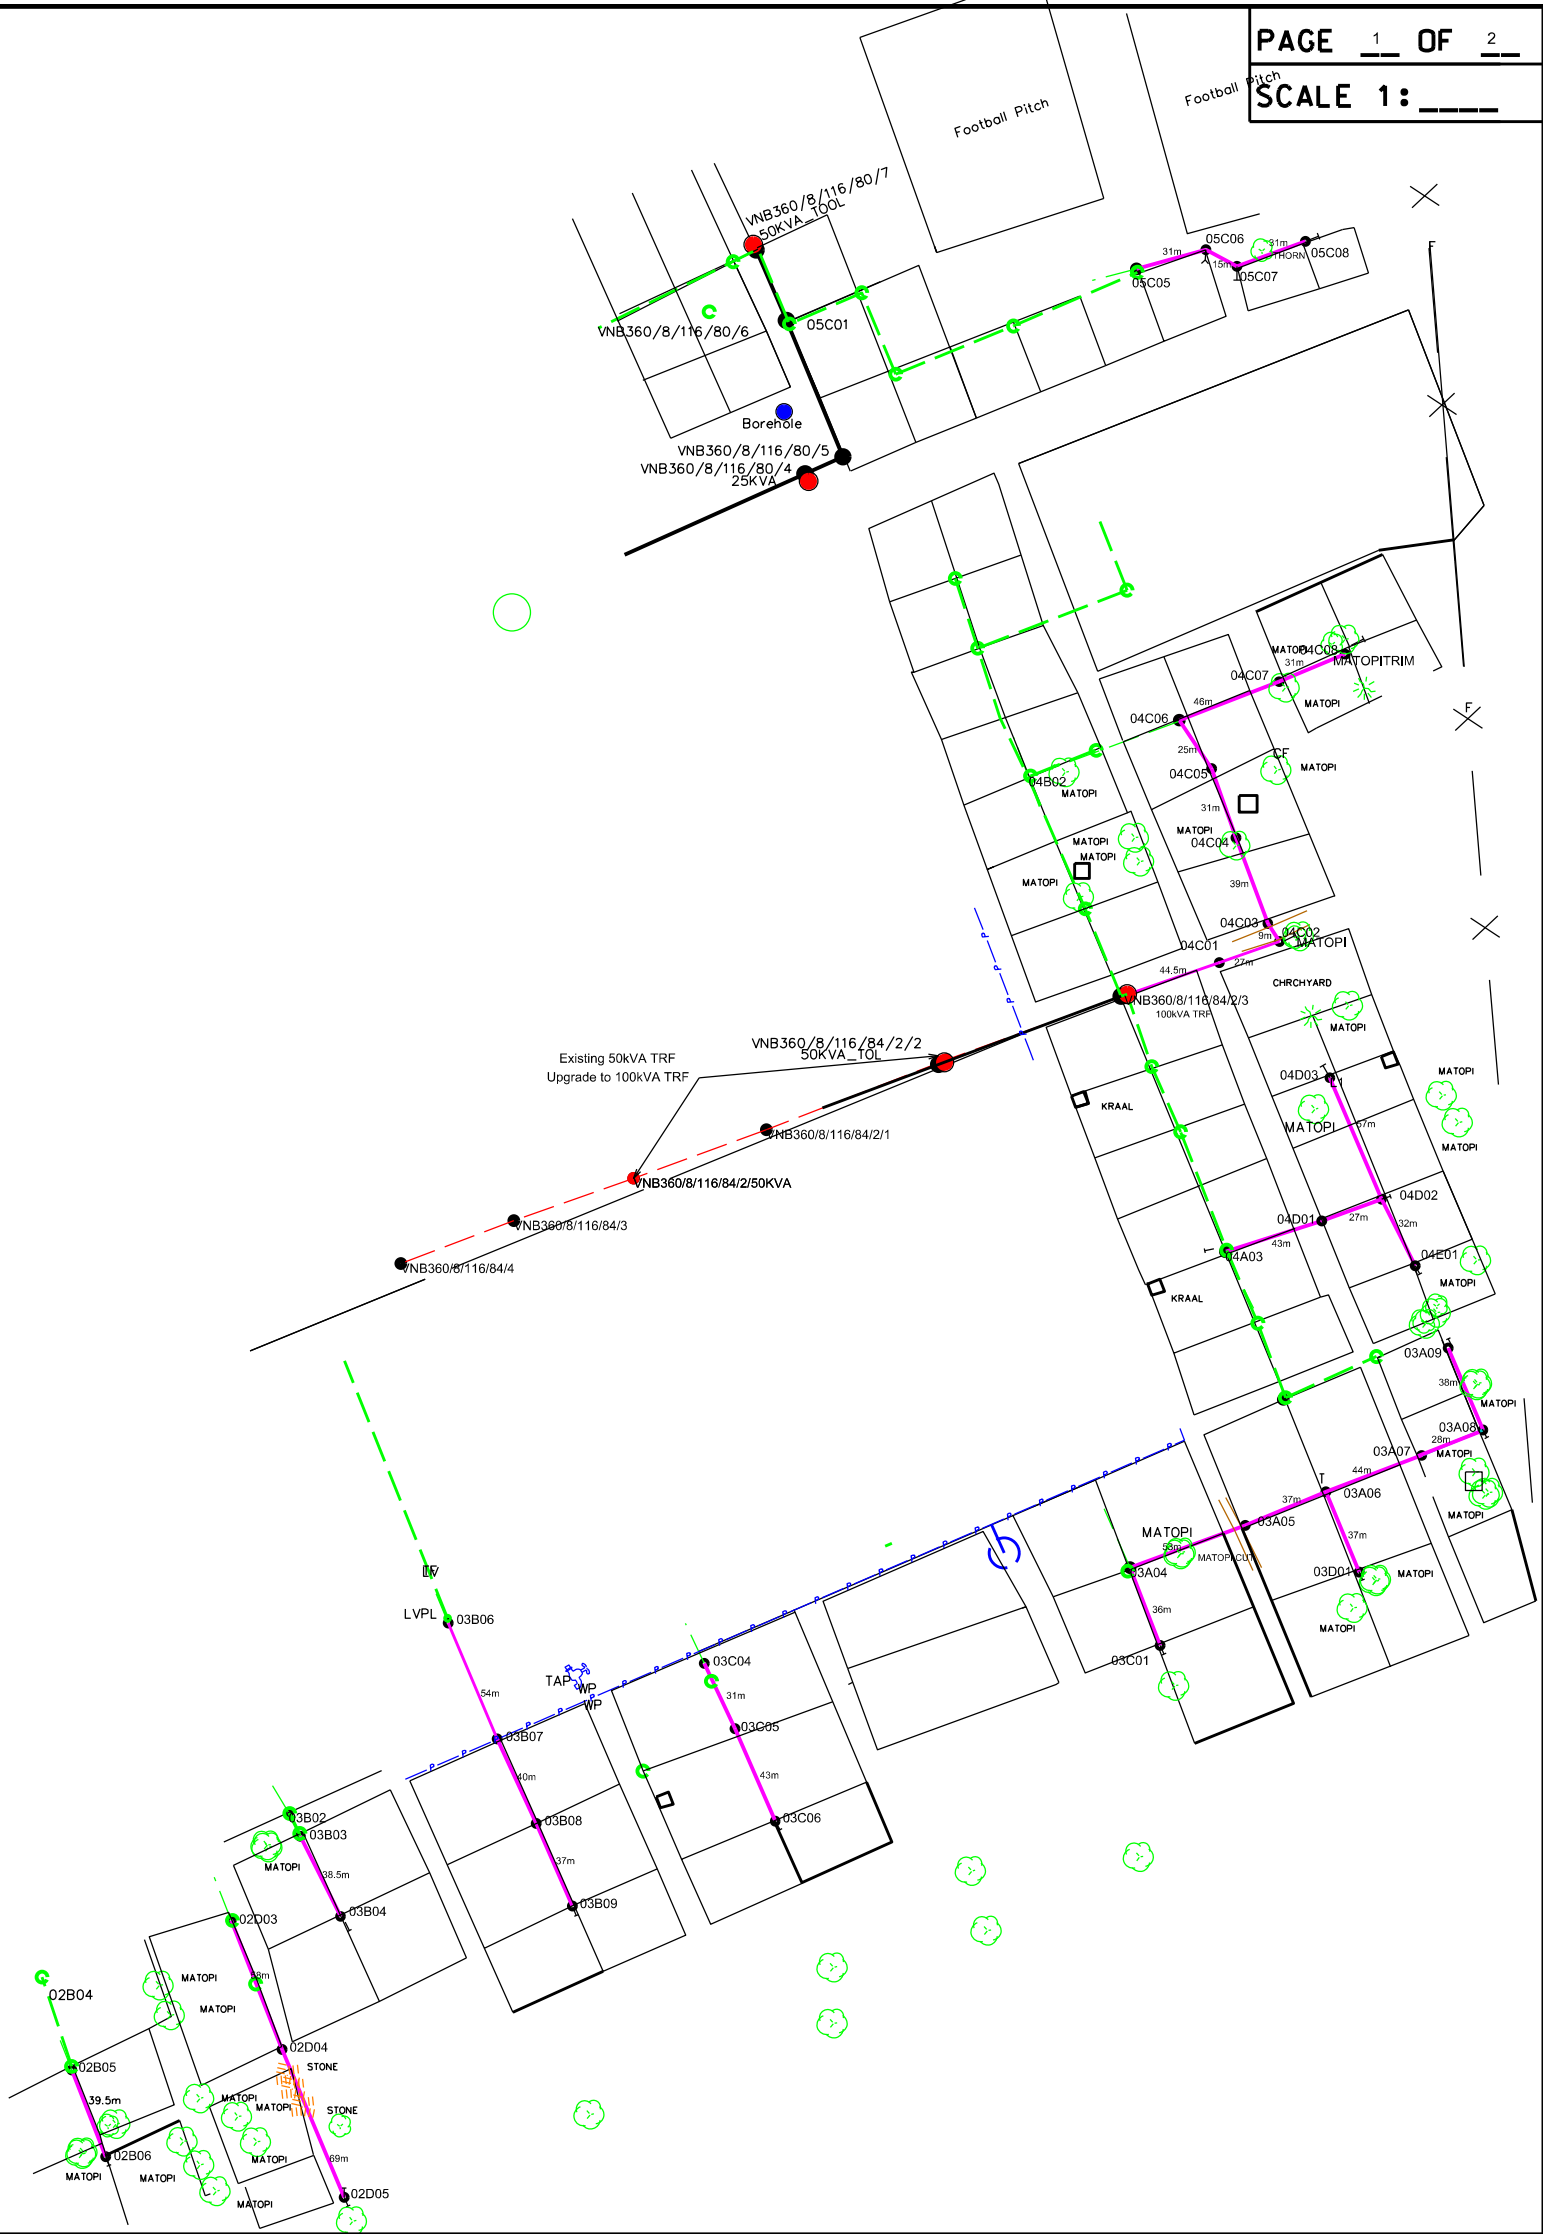 PAGE 1 OF 2
SCALE 1:____
Football Pitch
Football Pitch
VNB360/8/116/80/7
50KVA_TOOL
05C06
31m
15m
31m
THORN
05C08
05C07
05C05
VNB360/8/116/80/6
05C01
Borehole
VNB360/8/116/80/5
VNB360/8/116/80/4
25KVA
F
MATOPI
04C08
31m
MATOPITRIM
04C07
MATOPI
46m
04C06
F
25m
CF
04C05
MATOPI
04B02
MATOPI
31m
MATOPI
04C04
MATOPI
MATOPI
MATOPI
39m
04C03
9m
04C02
MATOPI
P
04C01
27m
44.5m
P
P
CHRCHYARD
VNB360/8/116/84/2/3
100kVA TRF
MATOPI
VNB360/8/116/84/2/2
50KVA_TOL
Existing 50kVA TRF
Upgrade to 100kVA TRF
04D03
MATOPI
KRAAL
MATOPI
57m
VNB360/8/116/84/2/1
MATOPI
VNB360/8/116/84/2/50KVA
04D02
VNB360/8/116/84/3
04D01
27m
32m
43m
04A03
04E01
VNB360/8/116/84/4
MATOPI
KRAAL
03A09
38m
MATOPI
03A08
28m
03A07
MATOPI
44m
03A06
37m
MATOPI
03A05
MATOPI
53m
MATOPI CUT
37m
03A04
03D01
MATOPI
36m
MATOPI
03C01
LVPL
03B06
03C04
TAP
WP
WP
54m
31m
03C05
03B07
40m
43m
03B02
03B08
03C06
03B03
MATOPI
38.5m
37m
03B04
03B09
02D03
MATOPI
68m
02B04
MATOPI
02D04
02B05
STONE
39.5m
MATOPI
MATOPI
STONE
02B06
69m
MATOPI
MATOPI
MATOPI
02D05
MATOPI